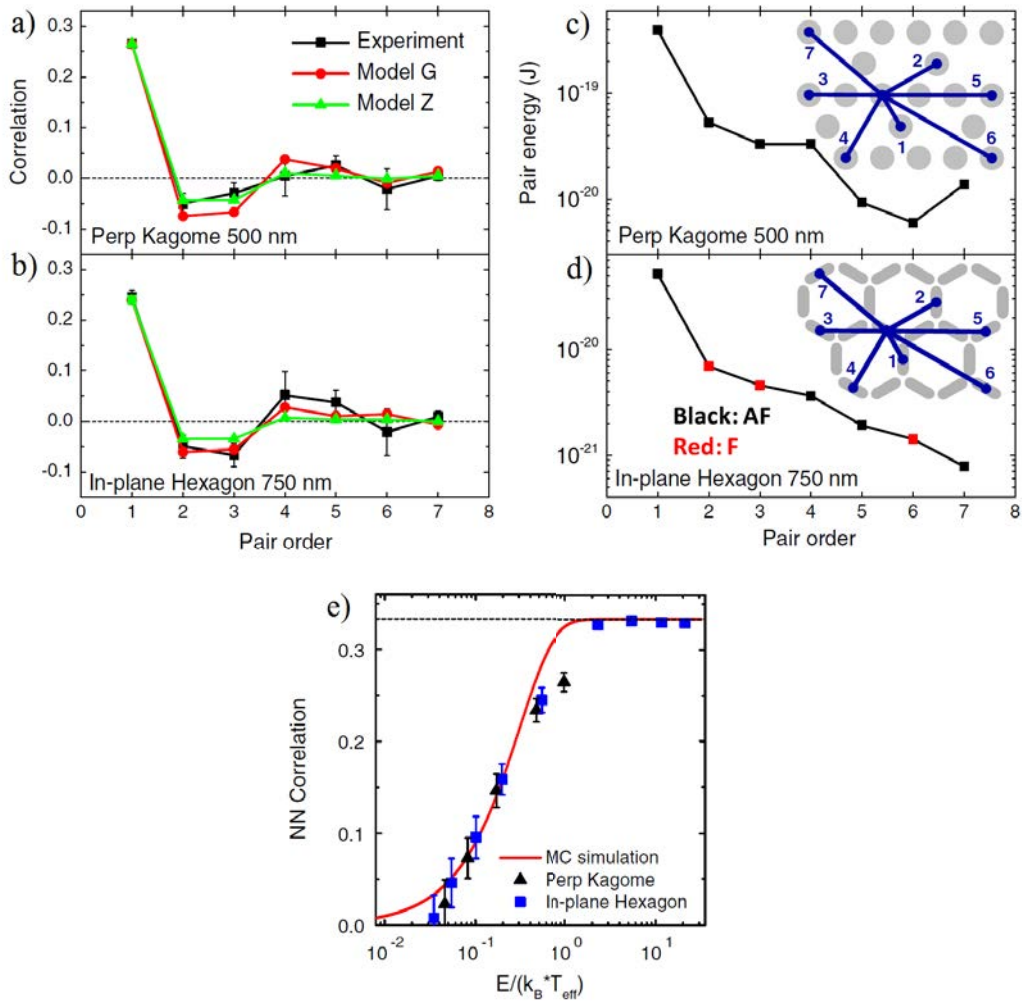 a)
Correlation
0.3
0.2
0.1
0.0
-0.1
Experiment
Model G
Model Z
Perp Kagome 500 nm
b)
0.3
0.2
0.1
0.0
-0.1
In-plane Hexagon 750 nm
0 1 2 3 4 5 6 7 8
Pair order
c)
Pair energy (J)
10⁻¹⁹
10⁻²⁰
7
2
3
5
4
1
6
Perp Kagome 500 nm
d)
10⁻²⁰
10⁻²¹
7
2
3
5
4
1
6
Black: AF
Red: F
In-plane Hexagon 750 nm
0 1 2 3 4 5 6 7 8
Pair order
e)
NN Correlation
0.3
0.2
0.1
0.0
MC simulation
Perp Kagome
In-plane Hexagon
10⁻² 10⁻¹ 10⁰ 10¹
E/(k_B*T_eff)